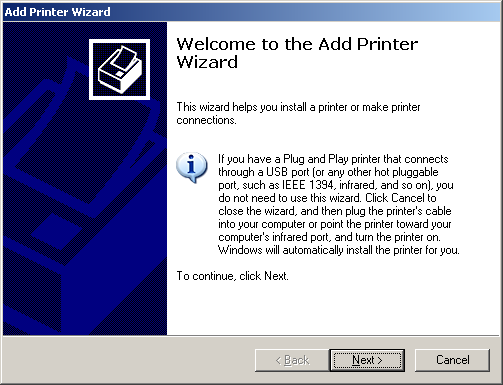 Add Printer Wizard
Welcome to the Add Printer
Wizard
This wizard helps you install a printer or make printer
connections.
If you have a Plug and Play printer that connects
through a USB port (or any other hot pluggable
port, such as IEEE 1394, infrared, and so on), you
do not need to use this wizard. Click Cancel to
close the wizard, and then plug the printer's cable
into your computer or point the printer toward your
computer's infrared port, and turn the printer on.
Windows will automatically install the printer for you.
To continue, click Next.
< Back
Next >
Cancel